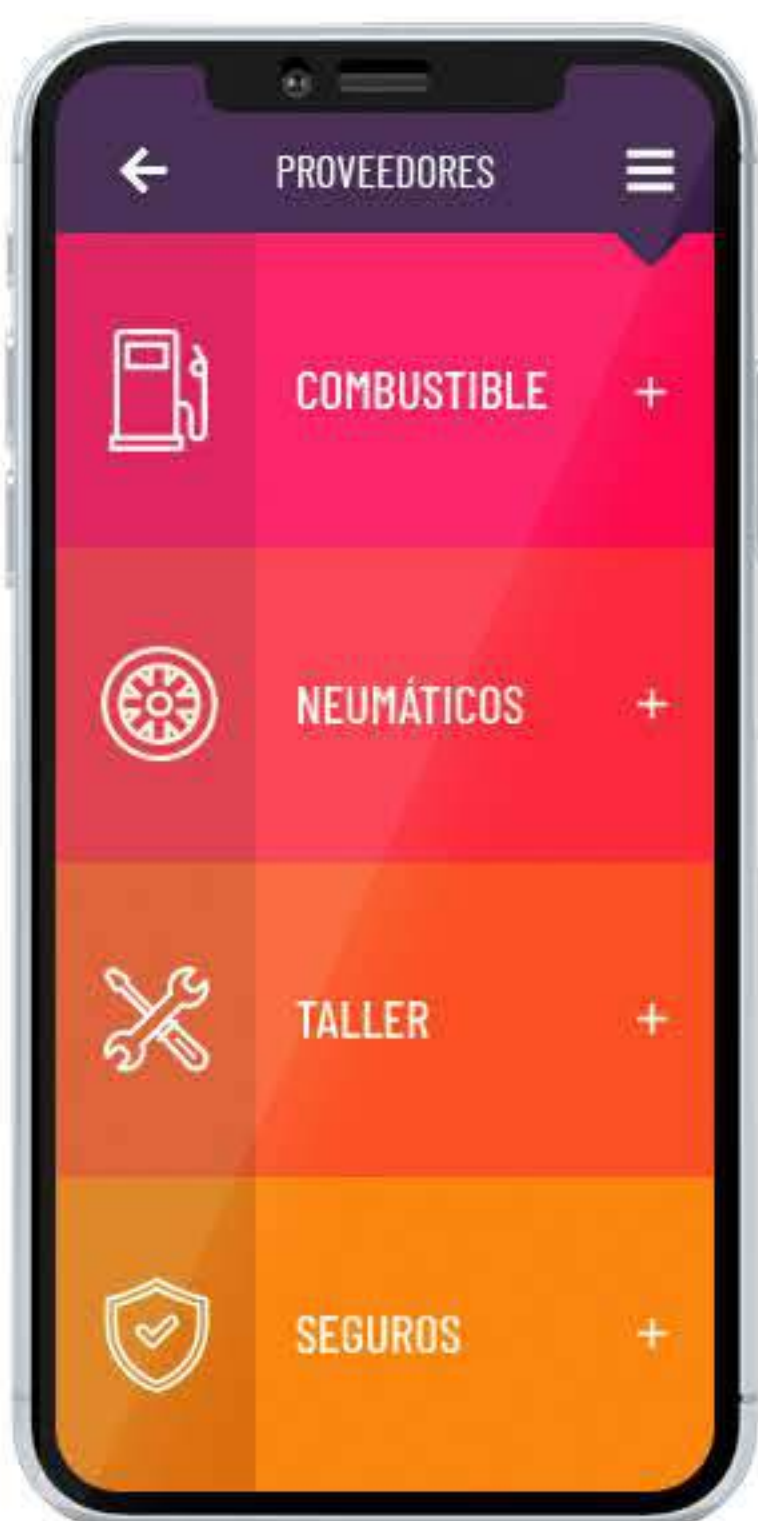 PROVEEDORES
COMBUSTIBLE +
NEUMÁTICOS +
TALLER +
SEGUROS +